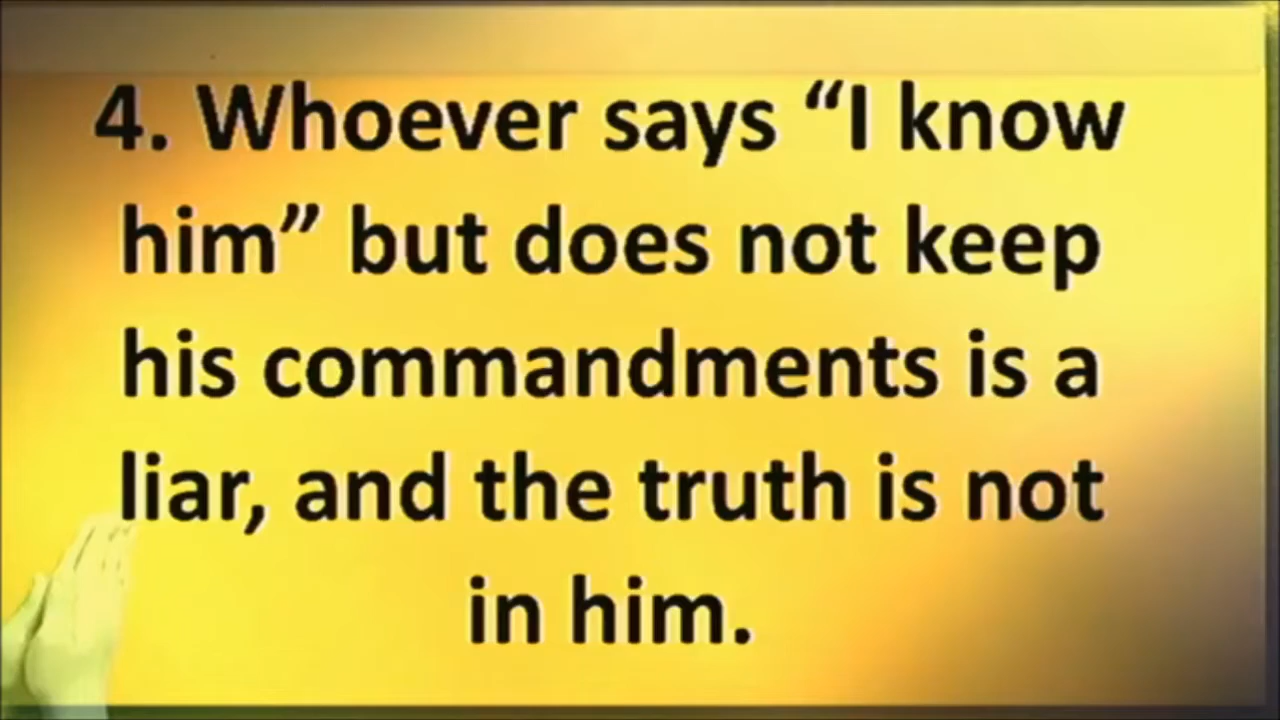 4. Whoever says “I know
him” but does not keep
his commandments is a
liar, and the truth is not
in him.